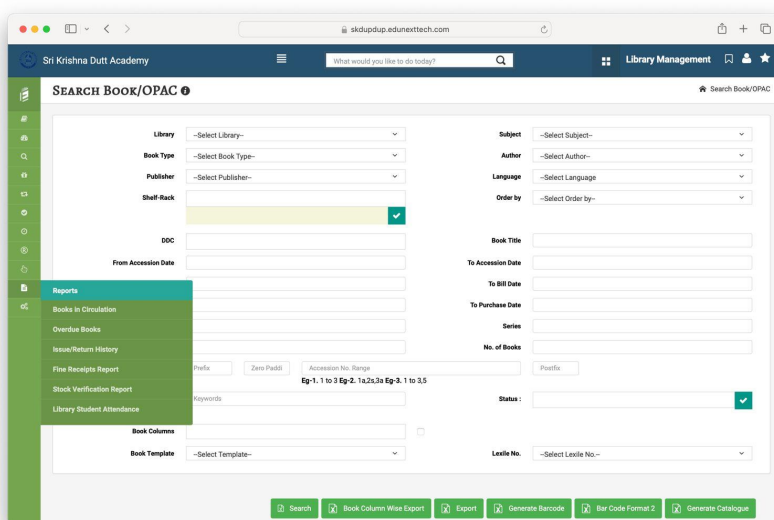 skdupdup.edunexttech.com
Sri Krishna Dutt Academy
What would you like to do today?
Library Management
SEARCH BOOK/OPAC
Search Book/OPAC
Library --Select Library-- Subject --Select Subject--
Book Type --Select Book Type-- Author --Select Author--
Publisher --Select Publisher-- Language --Select Language
Shelf-Rack Order by --Select Order by--
DDC Book Title
From Accession Date To Accession Date
To Bill Date
To Purchase Date
Series
No. of Books
Reports
Books in Circulation
Overdue Books
Issue/Return History
Fine Receipts Report
Stock Verification Report
Library Student Attendance
Prefix Zero Paddi Accession No. Range Postfix
Eg-1. 1 to 3 Eg-2. 1a,2s,3a Eg-3. 1 to 3,5
Keywords Status :
Book Columns
Book Template --Select Template-- Lexile No. --Select Lexile No.--
Search Book Column Wise Export Export Generate Barcode Bar Code Format 2 Generate Catalogue